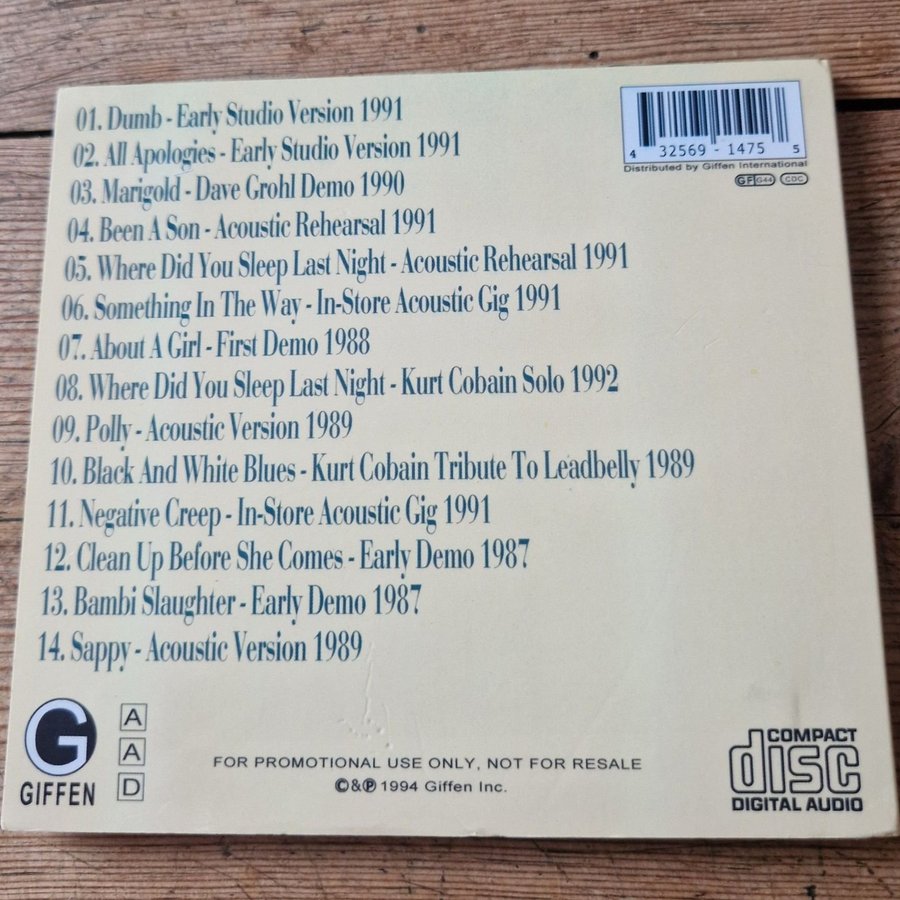 01. Dumb - Early Studio Version 1991
02. All Apologies - Early Studio Version 1991
03. Marigold - Dave Grohl Demo 1990
04. Been A Son - Acoustic Rehearsal 1991
05. Where Did You Sleep Last Night - Acoustic Rehearsal 1991
06. Something In The Way - In-Store Acoustic Gig 1991
07. About A Girl - First Demo 1988
08. Where Did You Sleep Last Night - Kurt Cobain Solo 1992
09. Polly - Acoustic Version 1989
10. Black And White Blues - Kurt Cobain Tribute To Leadbelly 1989
11. Negative Creep - In-Store Acoustic Gig 1991
12. Clean Up Before She Comes - Early Demo 1987
13. Bambi Slaughter - Early Demo 1987
14. Sappy - Acoustic Version 1989
4 32569 - 1475 5
Distributed by Giffen International
GF G44 CDC
G
GIFFEN
A
A
D
FOR PROMOTIONAL USE ONLY, NOT FOR RESALE
©&℗ 1994 Giffen Inc.
COMPACT
disc
DIGITAL AUDIO